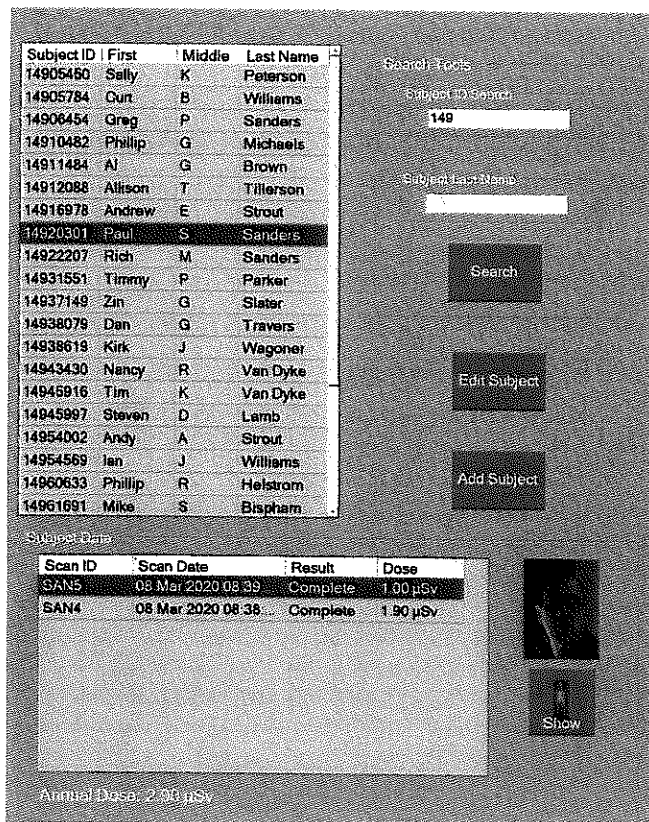 Subject ID First Middle Last Name
14905450 Sally K Peterson
14905784 Curt B Williams
14906454 Greg P Sanders
14910482 Phillip G Michaels
14911484 Al G Brown
14912088 Allison T Tillerson
14916978 Andrew E Strout
14920301 Paul S Sanders
14922207 Rich M Sanders
14931551 Timmy P Parker
14937149 Zin G Slater
14938079 Dan G Travers
14938619 Kirk J Wagoner
14943430 Nancy R Van Dyke
14945916 Tim K Van Dyke
14945997 Steven D Lamb
14954002 Andy A Strout
14954569 Ian J Williams
14960633 Phillip R Helstrom
14961691 Mike S Bispham
Search Tools
Subject ID Search
149
Subject Last Name
Search
Edit Subject
Add Subject
Subject Data
Scan ID Scan Date Result Dose
SAN5 08 Mar 2020 08:39... Complete 1.00 µSv
SAN4 08 Mar 2020 08:38... Complete 1.90 µSv
Show
Annual Dose: 2.90 µSv